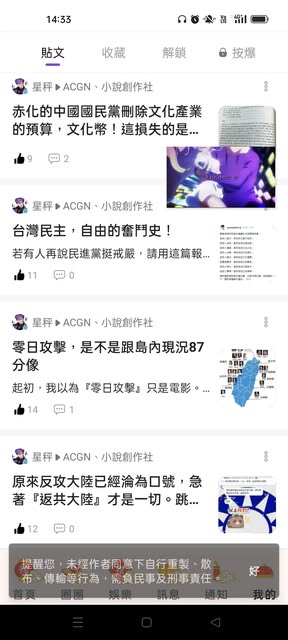 14:33
貼文
收藏
解鎖
按爆
星秤▶ACGN、小說創作社
赤化的中國國民黨刪除文化產業
的預算，文化幣！這損失的是...
9
2
星秤▶ACGN、小說創作社
台灣民主，自由的奮鬥史！
若有人再說民進黨挺戒嚴，請用這篇報...
11
0
星秤▶ACGN、小說創作社
零日攻擊，是不是跟島內現況87
分像
起初，我以為『零日攻擊』只是電影。...
14
1
星秤▶ACGN、小說創作社
原來反攻大陸已經淪為口號，急
著『返共大陸』才是一切。跳...
12
0
提醒您，未經作者同意下自行重製、散
布、傳輸等行為，需負民事及刑事責任。
好
首頁
圈圈
娛樂
訊息
通知
我的